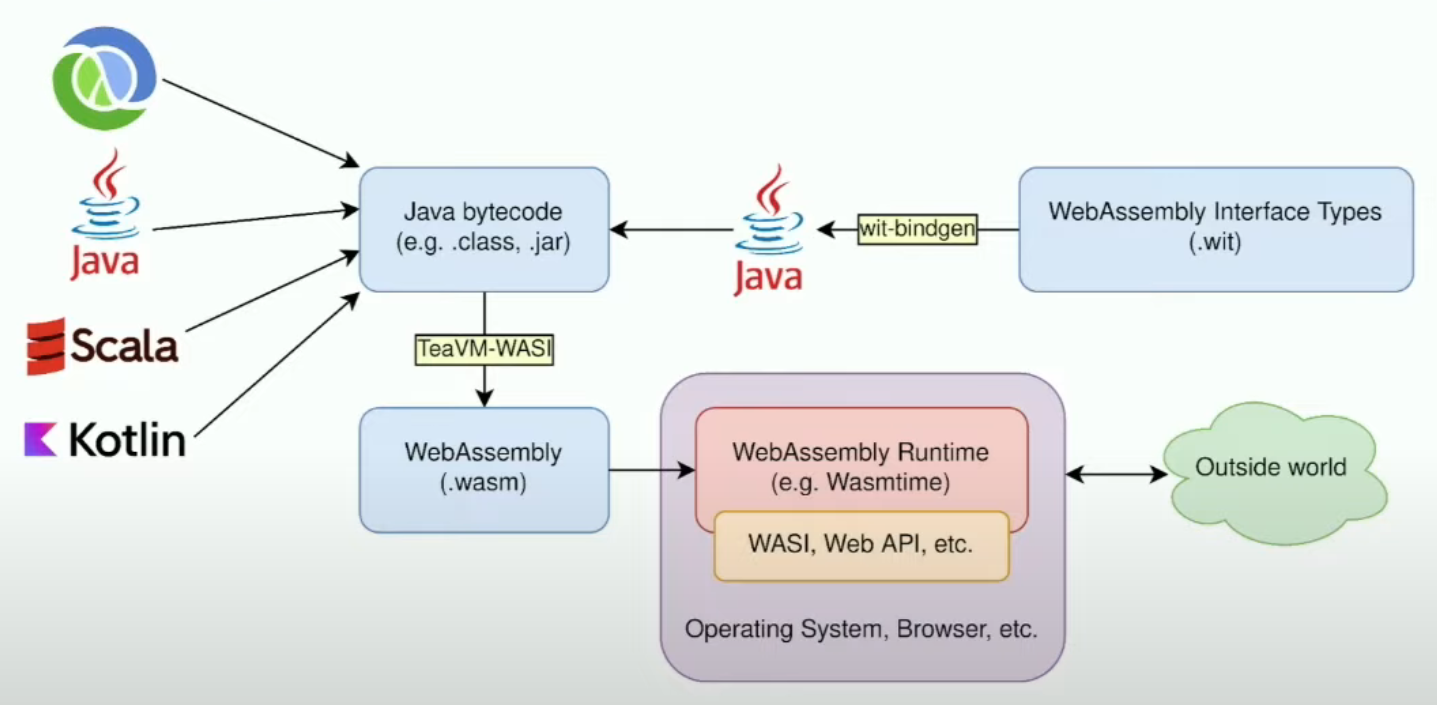 Java
Scala
Kotlin
Java bytecode
(e.g. .class, .jar)
Java
wit-bindgen
WebAssembly Interface Types
(.wit)
TeaVM-WASI
WebAssembly
(.wasm)
WebAssembly Runtime
(e.g. Wasmtime)
WASI, Web API, etc.
Operating System, Browser, etc.
Outside world